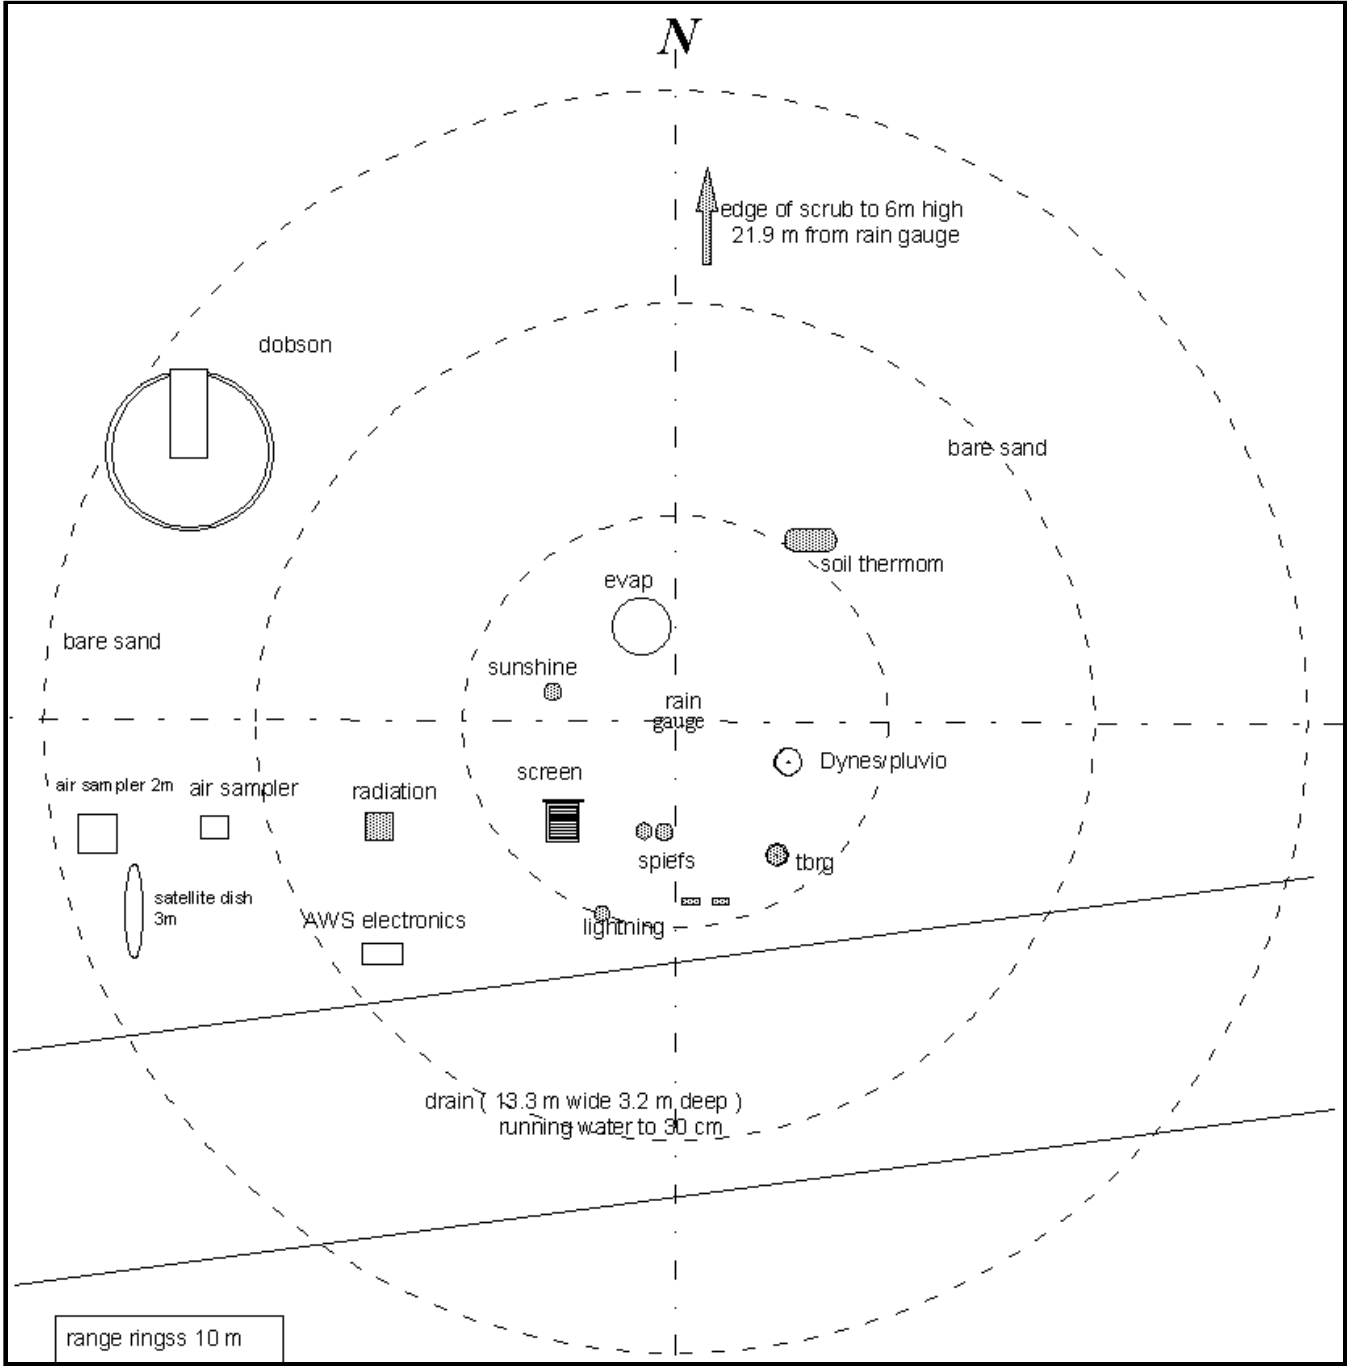 N
edge of scrub to 6m high
21.9 m from rain gauge
dobson
bare sand
soil thermom
evap
bare sand
sunshine
rain
gauge
Dynes/pluvio
screen
air sampler 2m
air sampler
radiation
spiefs
tbrg
satellite dish
3m
AWS electronics
lightning
drain ( 13.3 m wide 3.2 m deep )
running water to 30 cm
range ringss 10 m